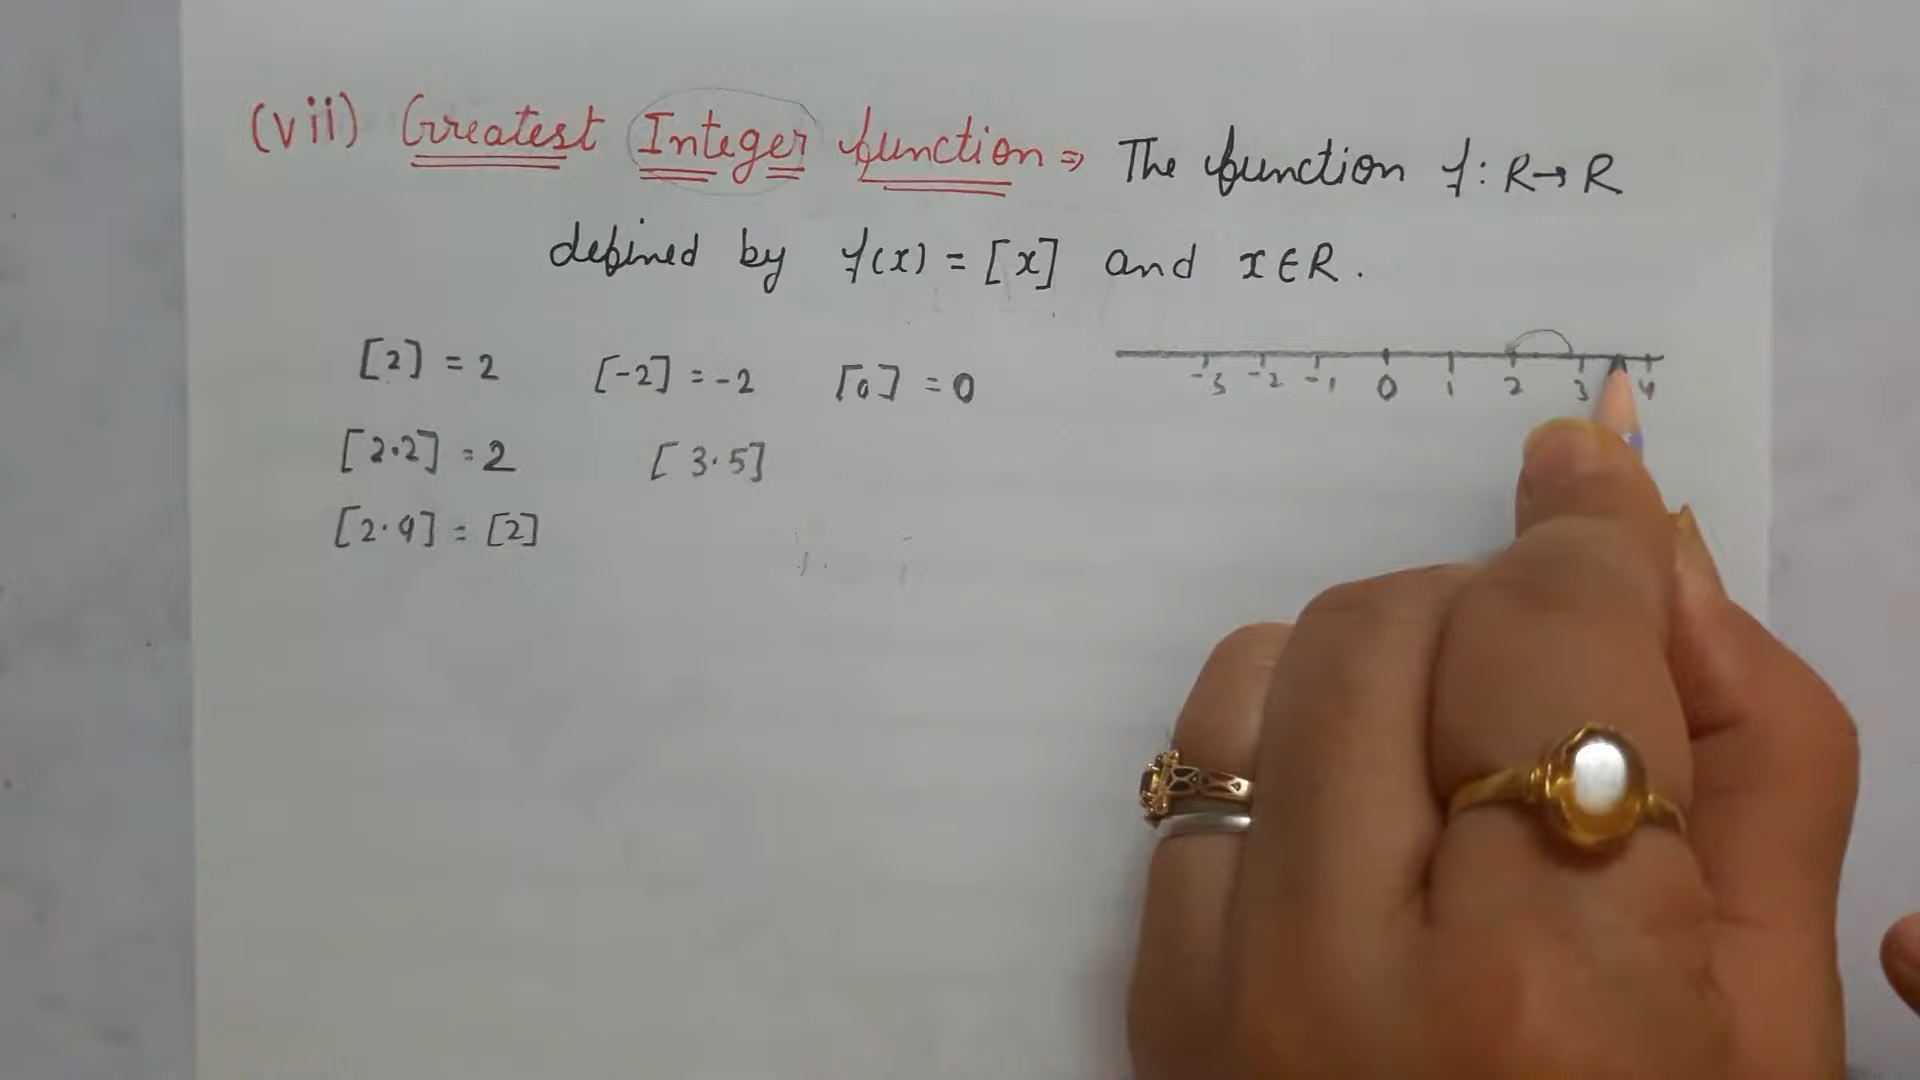 (vii) Greatest Integer function ⇒ The function f: R→R
defined by f(x) = [x] and x∈R.
[2] = 2 [-2] = -2 [0] = 0
-3 -2 -1 0 1 2 3 4
[2.2] = 2 [3.5]
[2.9] = [2]